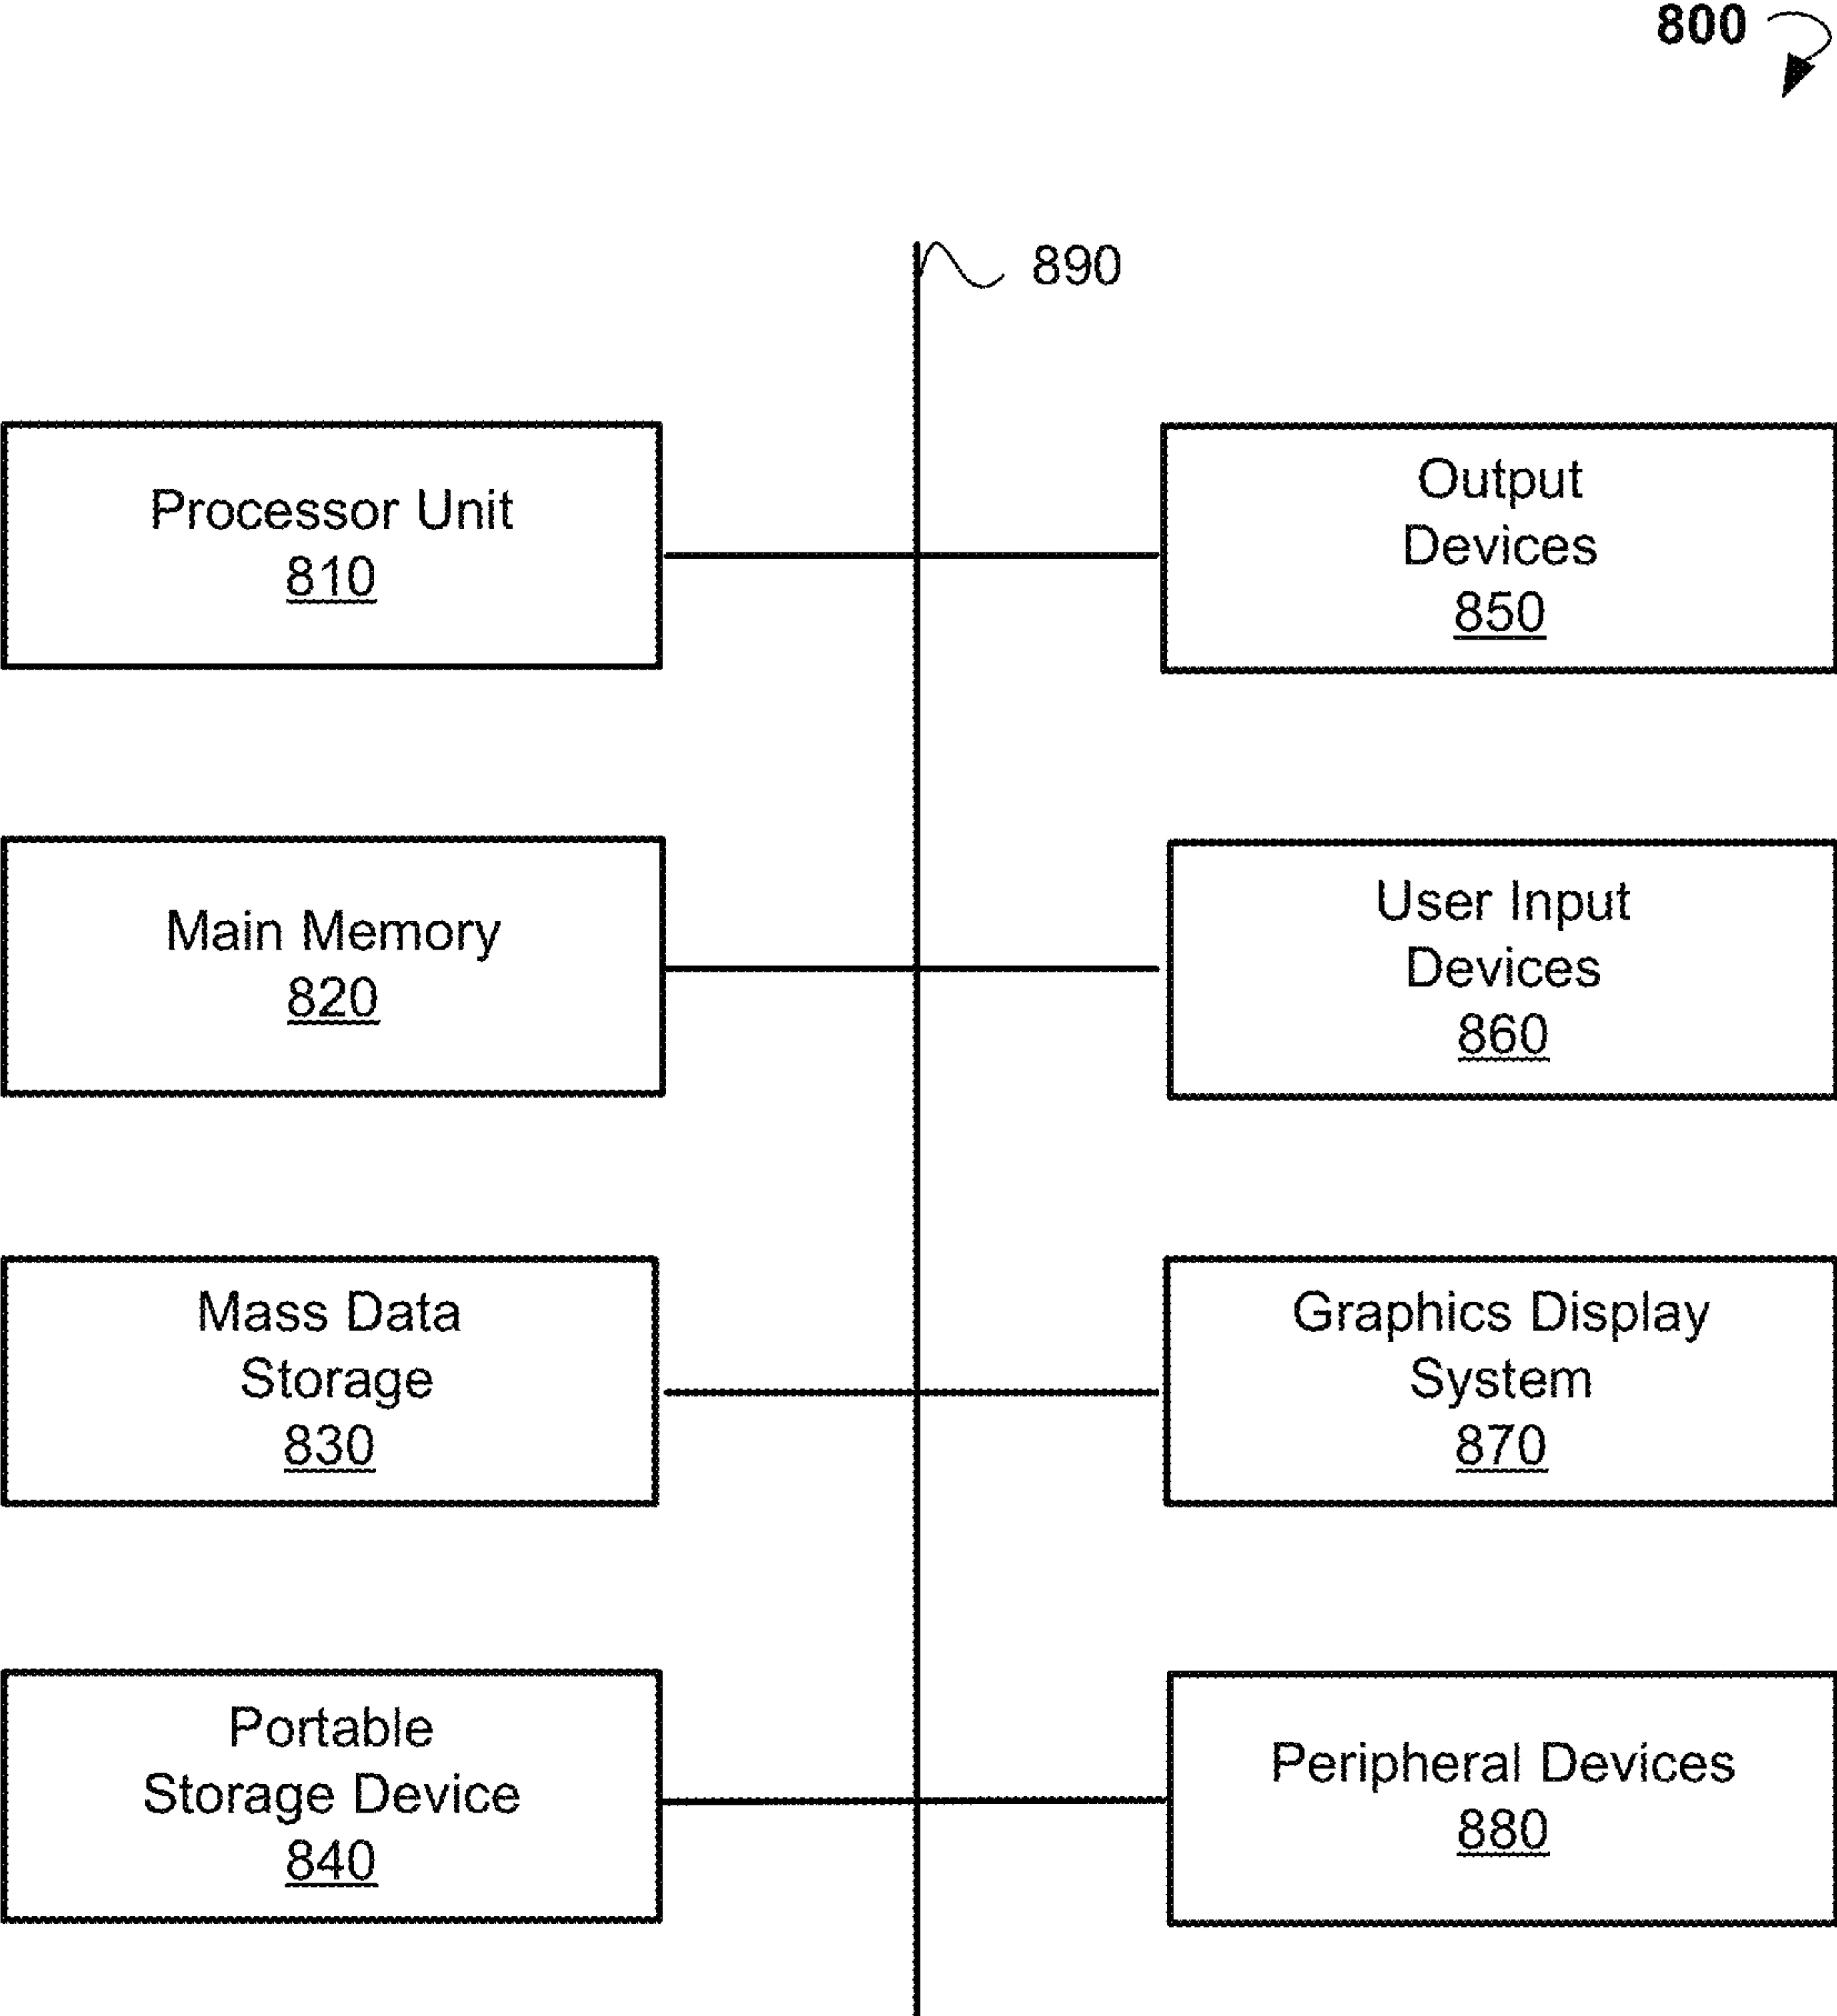 800
890
Processor Unit
810
Output
Devices
850
Main Memory
820
User Input
Devices
860
Mass Data
Storage
830
Graphics Display
System
870
Portable
Storage Device
840
Peripheral Devices
880